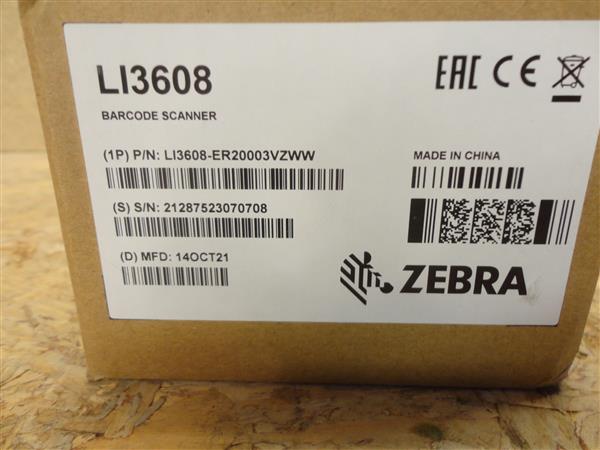 LI3608
EAC CE
BARCODE SCANNER
(1P) P/N: LI3608-ER20003VZWW
MADE IN CHINA
(S) S/N: 21287523070708
(D) MFD: 14OCT21
ZEBRA